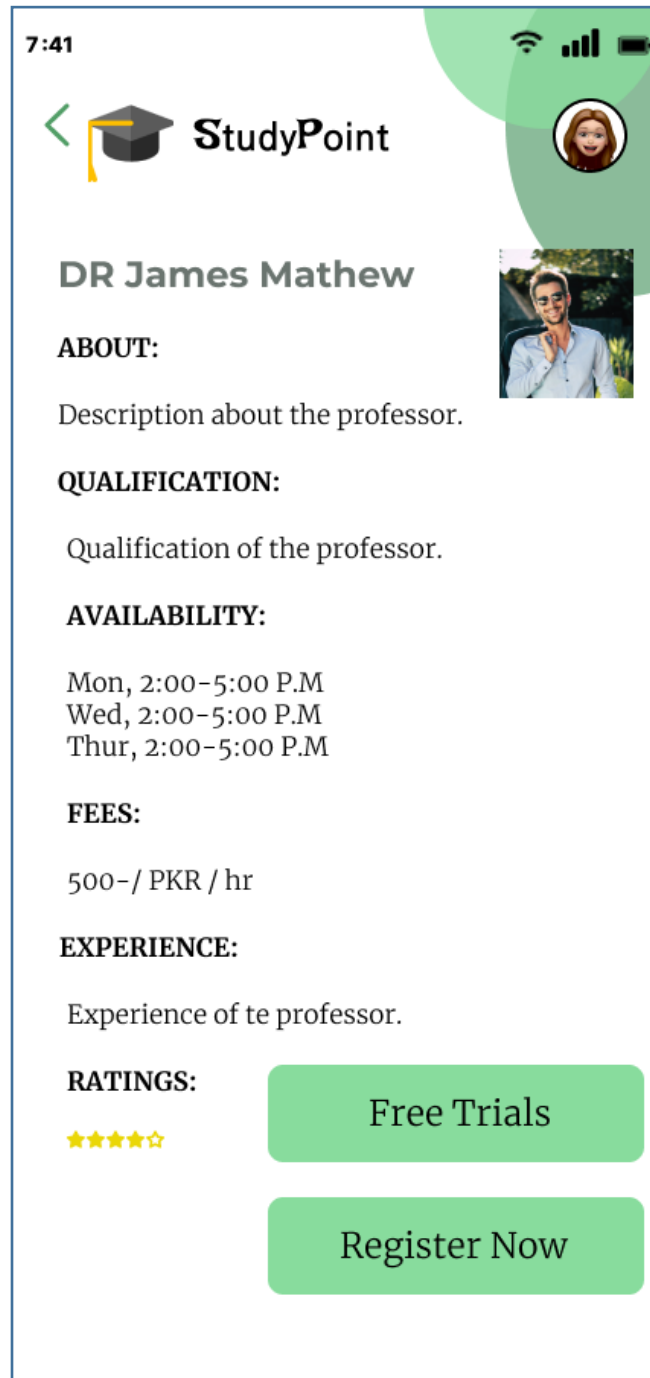 7:41
StudyPoint
DR James Mathew
ABOUT:
Description about the professor.
QUALIFICATION:
Qualification of the professor.
AVAILABILITY:
Mon, 2:00-5:00 P.M
Wed, 2:00-5:00 P.M
Thur, 2:00-5:00 P.M
FEES:
500-/ PKR / hr
EXPERIENCE:
Experience of te professor.
RATINGS:
Free Trials
Register Now